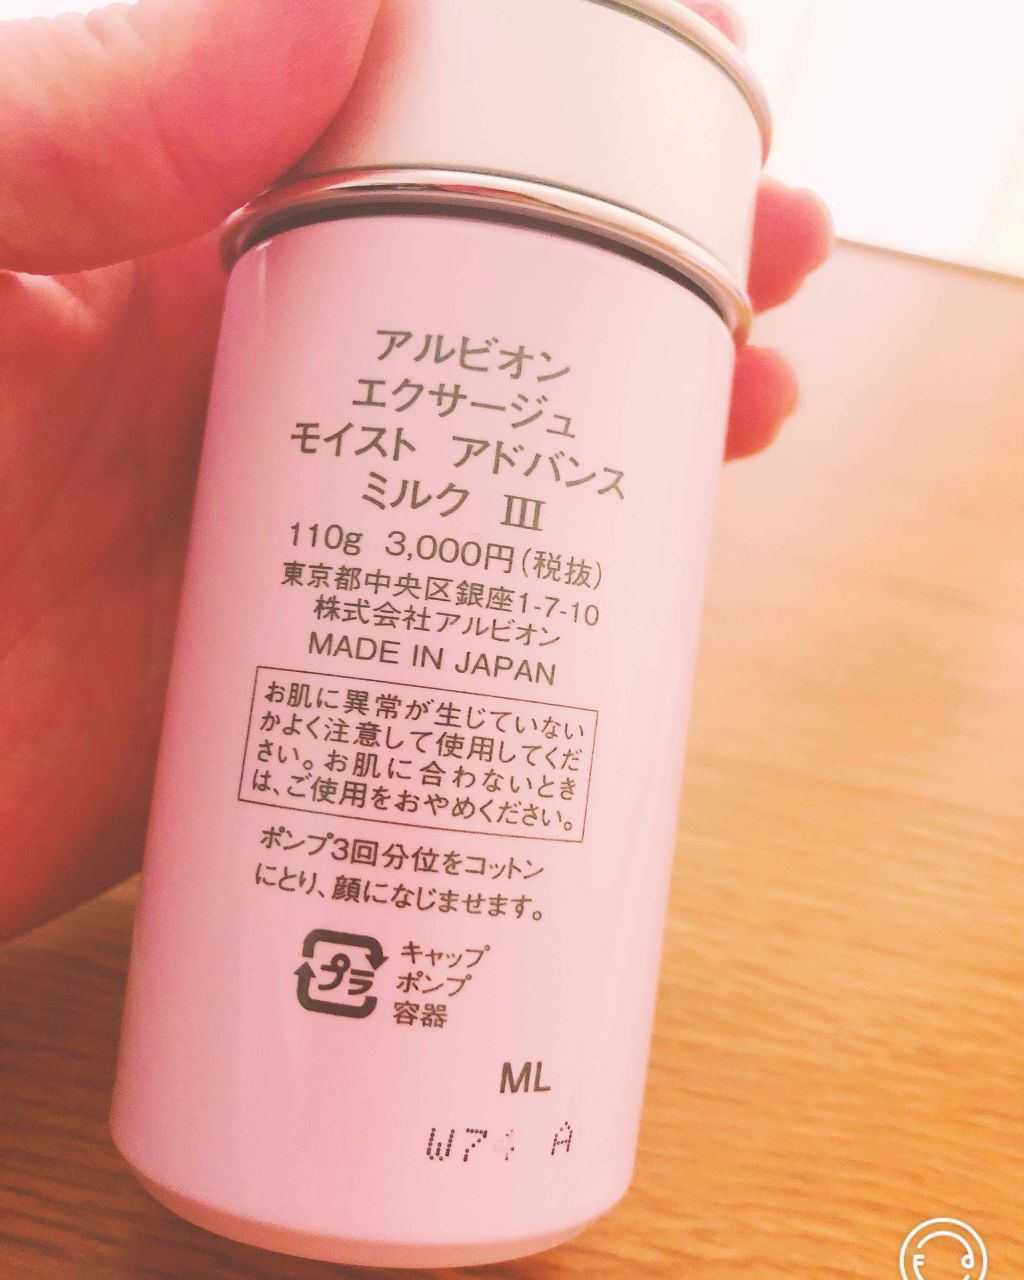 アルビオン
エクサージュ
モイスト アドバンス
ミルク Ⅲ
110g 3,000円(税抜)
東京都中央区銀座1-7-10
株式会社アルビオン
MADE IN JAPAN
お肌に異常が生じていない
かよく注意して使用してくだ
さい。お肌に合わないとき
は、ご使用をおやめください。
ポンプ3回分位をコットン
にとり、顔になじませます。
プラ
キャップ
ポンプ
容器
ML
A